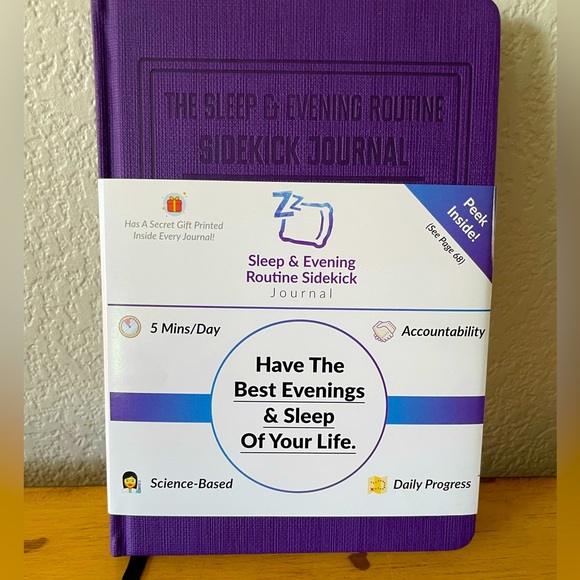 THE SLEEP & EVENING ROUTINE
SIDEKICK JOURNAL
Has A Secret Gift Printed
Inside Every Journal!
ZZ
Peek
Inside!
(See Page 68)
Sleep & Evening
Routine Sidekick
Journal
5 Mins/Day
Accountability
Have The
Best Evenings
& Sleep
Of Your Life.
Science-Based
Daily Progress